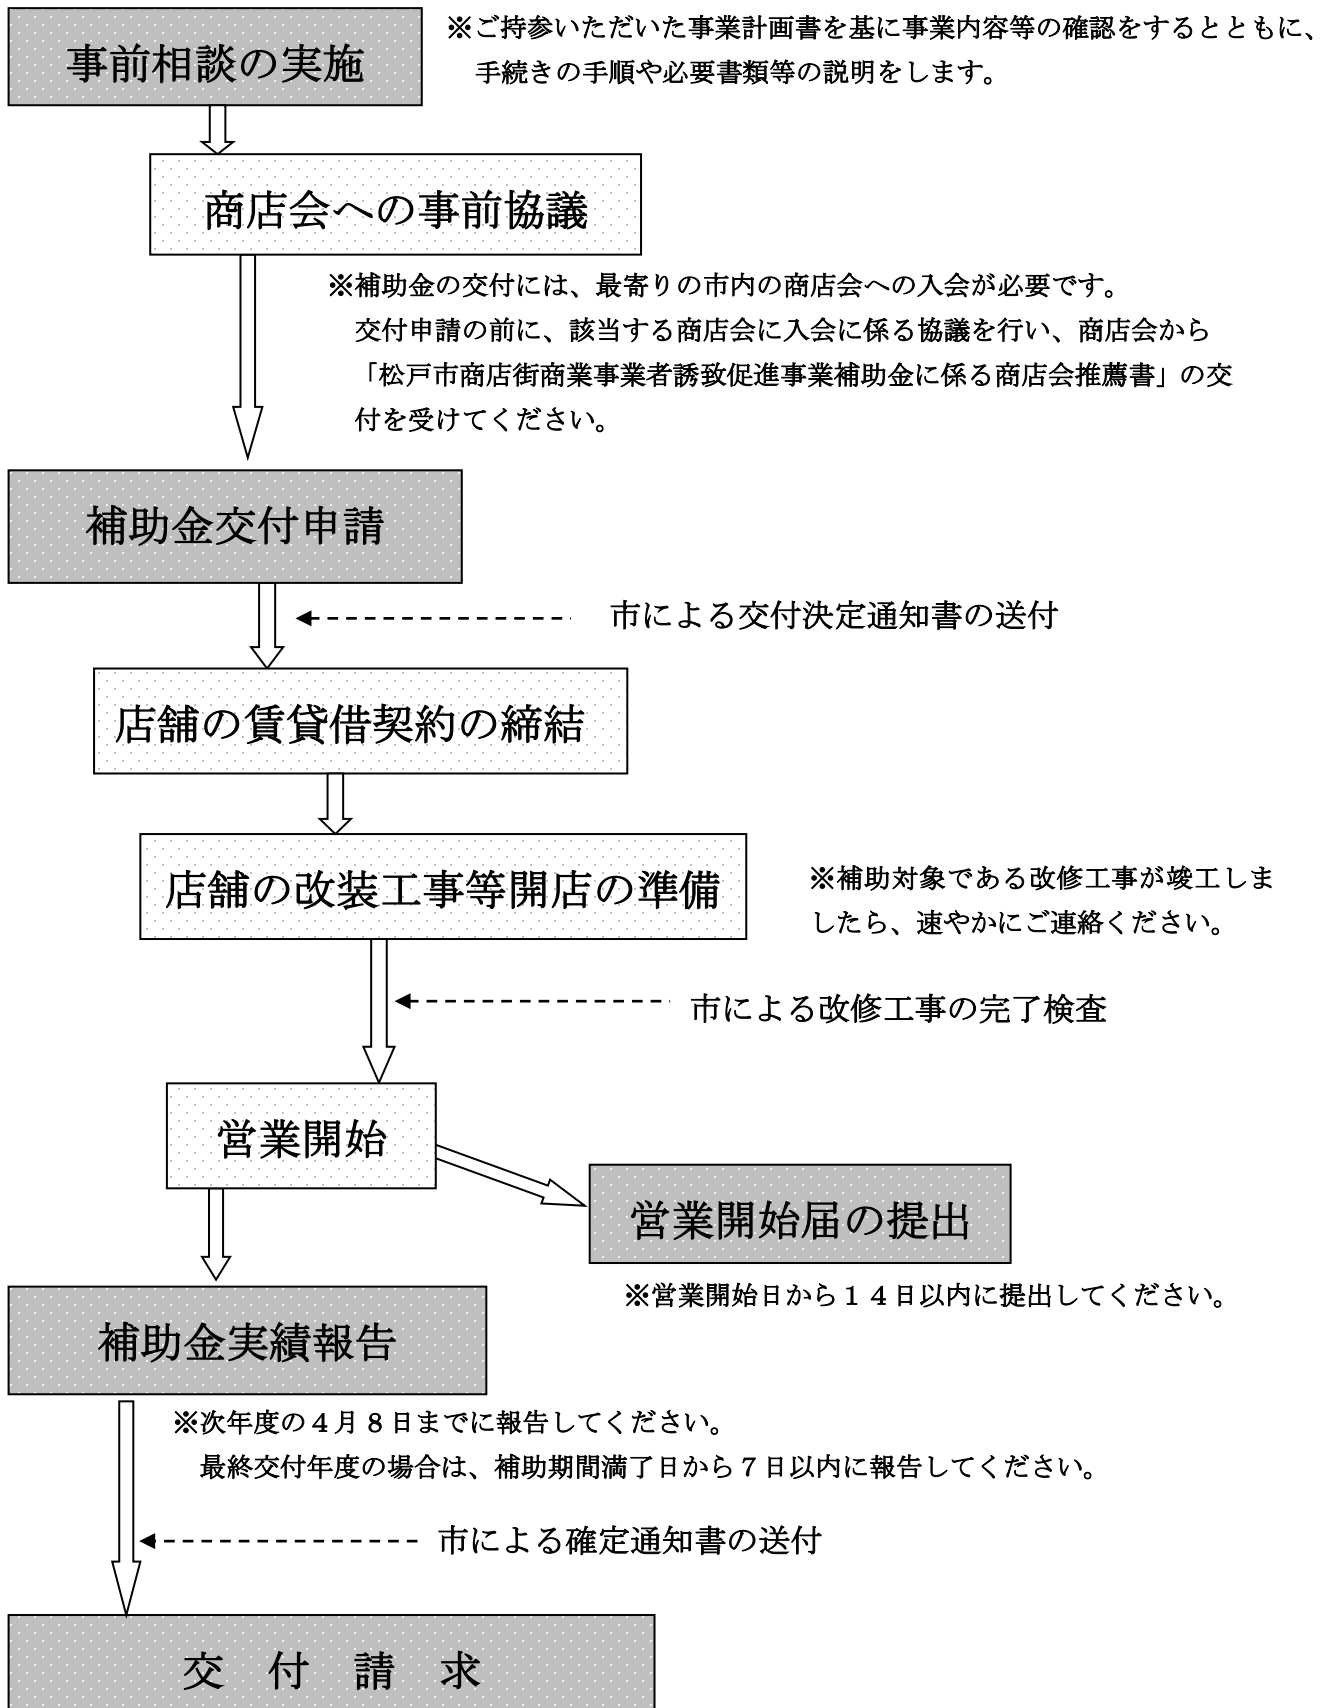 事前相談の実施
※ご持参いただいた事業計画書を基に事業内容等の確認をするとともに、
手続きの手順や必要書類等の説明をします。
商店会への事前協議
※補助金の交付には、最寄りの市内の商店会への入会が必要です。
交付申請の前に、該当する商店会に入会に係る協議を行い、商店会から
「松戸市商店街商業事業者誘致促進事業補助金に係る商店会推薦書」の交
付を受けてください。
補助金交付申請
市による交付決定通知書の送付
店舗の賃貸借契約の締結
店舗の改装工事等開店の準備
※補助対象である改修工事が竣工しま
したら、速やかにご連絡ください。
市による改修工事の完了検査
営業開始
営業開始届の提出
※営業開始日から１４日以内に提出してください。
補助金実績報告
※次年度の４月８日までに報告してください。
最終交付年度の場合は、補助期間満了日から７日以内に報告してください。
市による確定通知書の送付
交　付　請　求